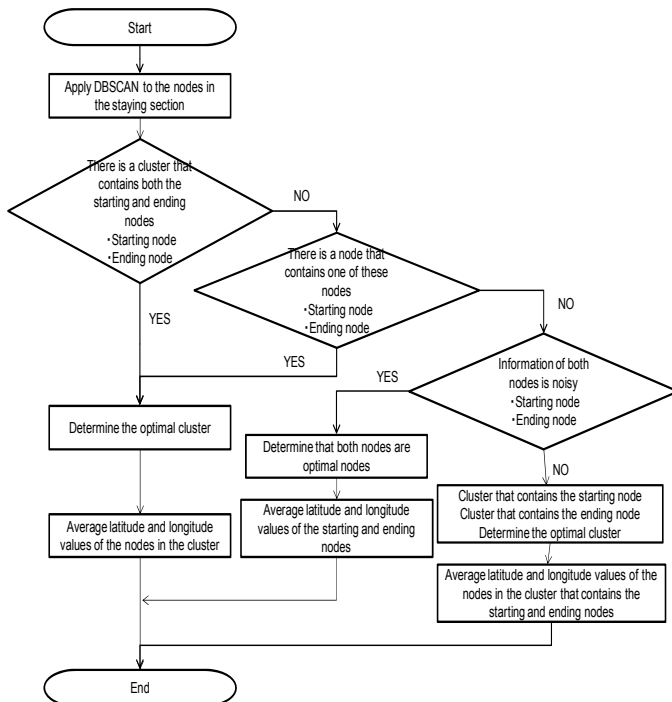 Start
Apply DBSCAN to the nodes in
the staying section
There is a cluster that
contains both the
starting and ending
nodes
・Starting node
・Ending node
NO
There is a node that
contains one of these
nodes
・Starting node
・Ending node
NO
YES
YES
YES
Information of both
nodes is noisy
・Starting node
・Ending node
Determine the optimal cluster
Determine that both nodes are
optimal nodes
NO
Cluster that contains the starting node
Cluster that contains the ending node
Determine the optimal cluster
Average latitude and longitude
values of the nodes in the cluster
Average latitude and longitude
values of the starting and ending
nodes
Average latitude and longitude values of the
nodes in the cluster that contains the
starting and ending nodes
End